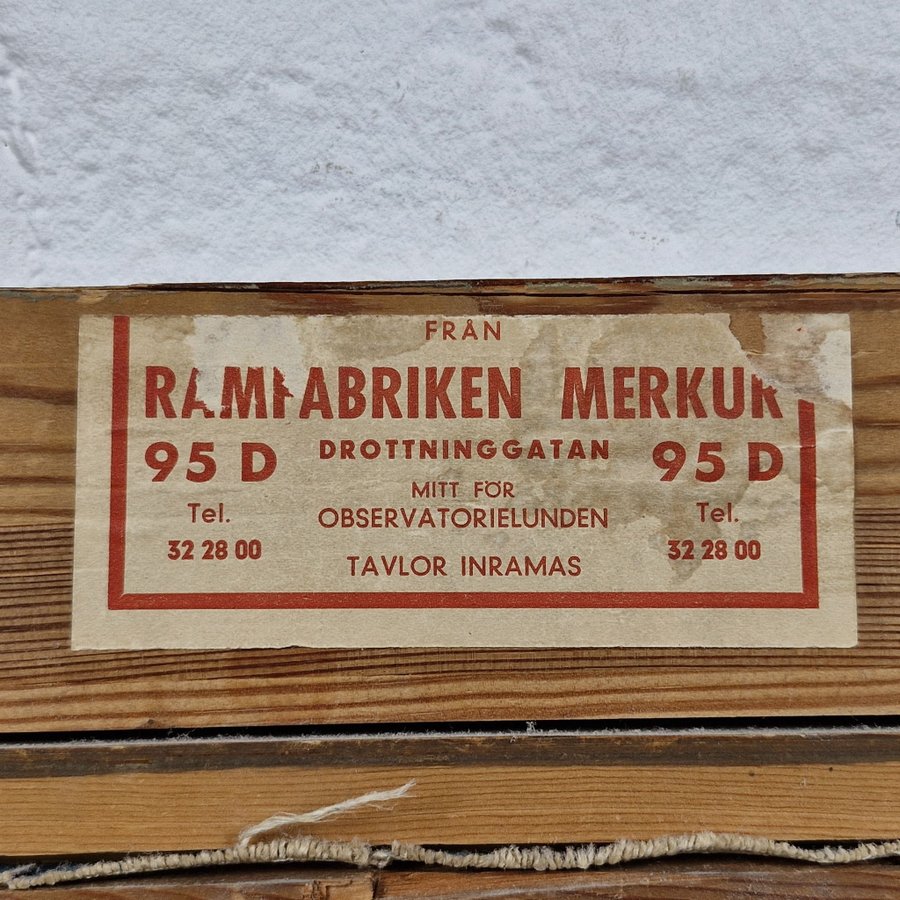 FRÅN
RAMFABRIKEN MERKUR
95 D DROTTNINGGATAN 95 D
MITT FÖR
Tel. OBSERVATORIELUNDEN Tel.
32 28 00 TAVLOR INRAMAS 32 28 00